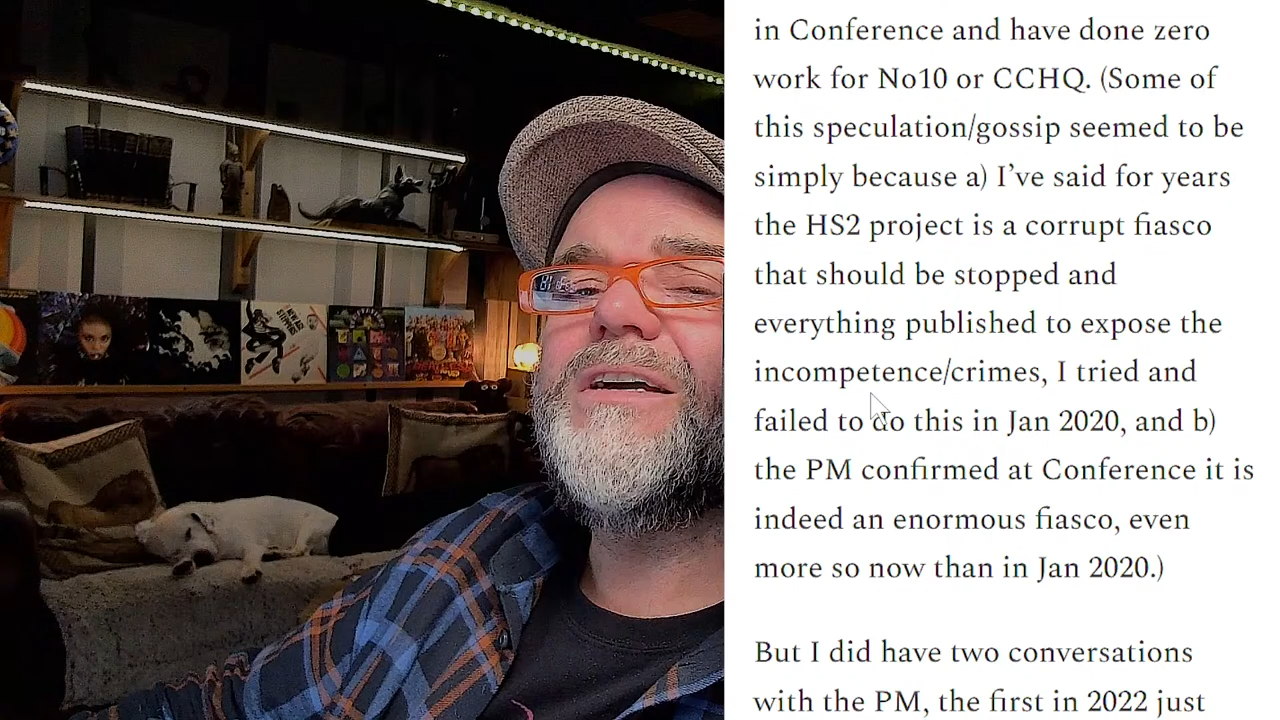 in Conference and have done zero
work for No10 or CCHQ. (Some of
this speculation/gossip seemed to be
simply because a) I’ve said for years
the HS2 project is a corrupt fiasco
that should be stopped and
everything published to expose the
incompetence/crimes, I tried and
failed to do this in Jan 2020, and b)
the PM confirmed at Conference it is
indeed an enormous fiasco, even
more so now than in Jan 2020.)
But I did have two conversations
with the PM, the first in 2022 just